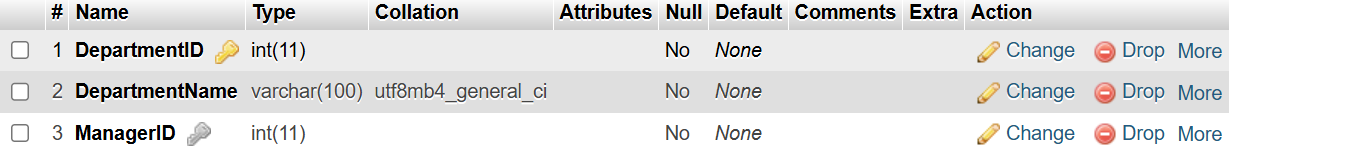 # Name Type Collation Attributes Null Default Comments Extra Action
1 DepartmentID int(11) No None Change Drop More
2 DepartmentName varchar(100) utf8mb4_general_ci No None Change Drop More
3 ManagerID int(11) No None Change Drop More